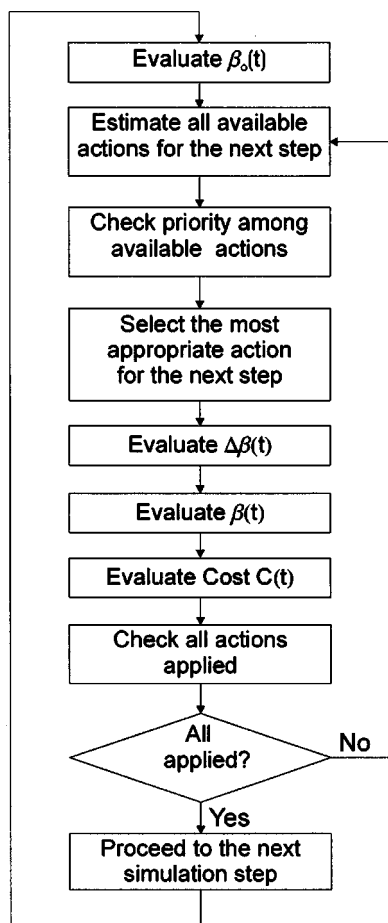 Evaluate βₒ(t)
Estimate all available
actions for the next step
Check priority among
available actions
Select the most
appropriate action
for the next step
Evaluate Δβ(t)
Evaluate β(t)
Evaluate Cost C(t)
Check all actions
applied
All
applied?
No
Yes
Proceed to the next
simulation step